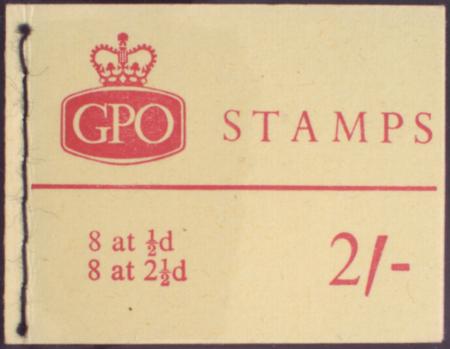 GPO
STAMPS
8 at ½d
8 at 2½d
2/-